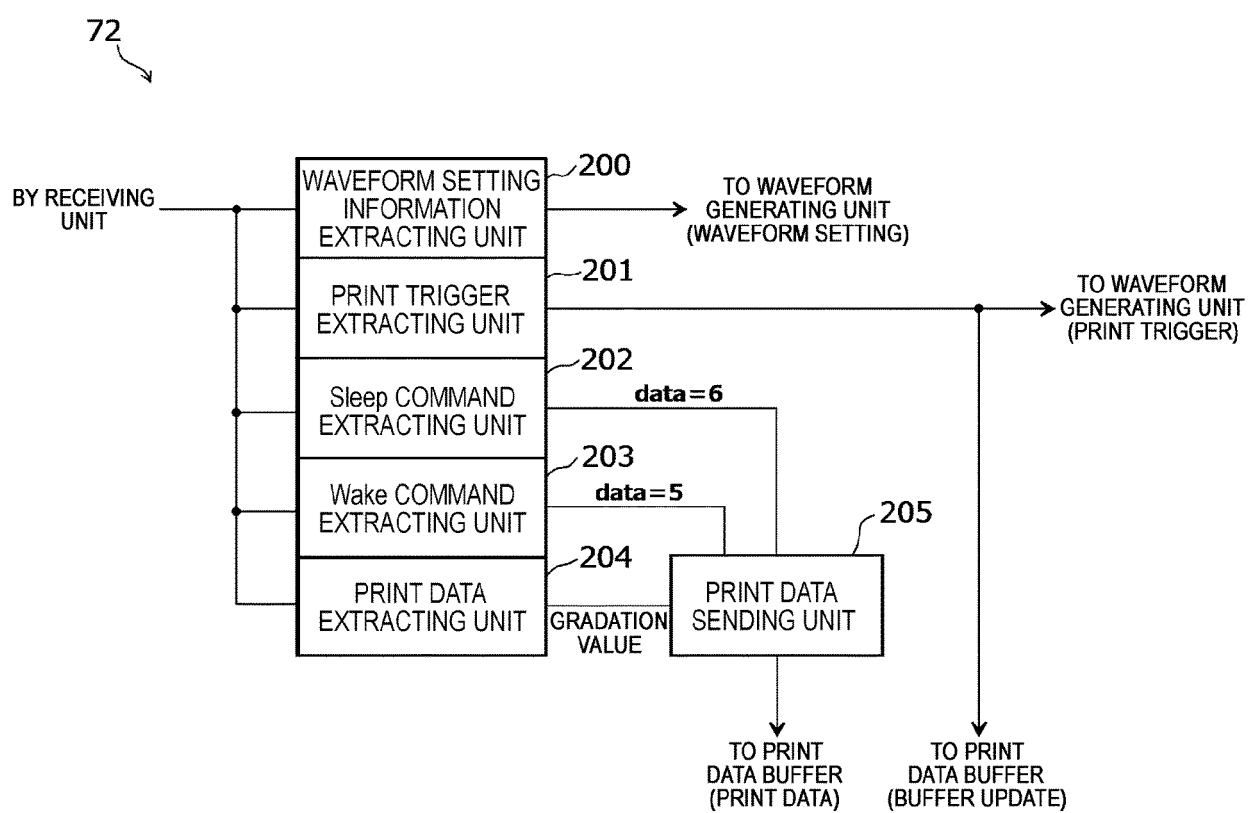 72
BY RECEIVING
UNIT
WAVEFORM SETTING
INFORMATION
EXTRACTING UNIT
200
TO WAVEFORM
GENERATING UNIT
(WAVEFORM SETTING)
PRINT TRIGGER
EXTRACTING UNIT
201
TO WAVEFORM
GENERATING UNIT
(PRINT TRIGGER)
Sleep COMMAND
EXTRACTING UNIT
202
data=6
Wake COMMAND
EXTRACTING UNIT
203
data=5
PRINT DATA
EXTRACTING UNIT
204
GRADATION
VALUE
PRINT DATA
SENDING UNIT
205
TO PRINT
DATA BUFFER
(PRINT DATA)
TO PRINT
DATA BUFFER
(BUFFER UPDATE)